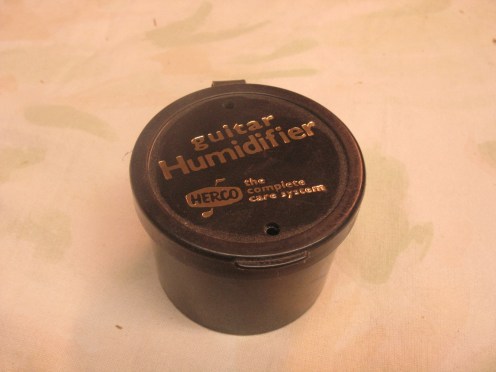 guitar
Humidifier
HERCO
the
complete
care system